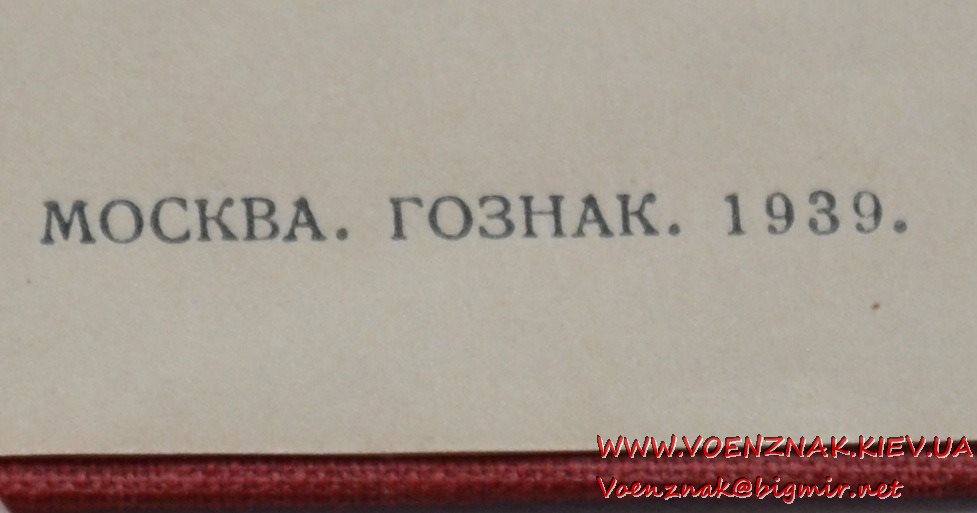 МОСКВА. ГОЗНАК. 1939.
WWW.VOENZNAK.KIEV.UA
Voenznak@bigmir.net